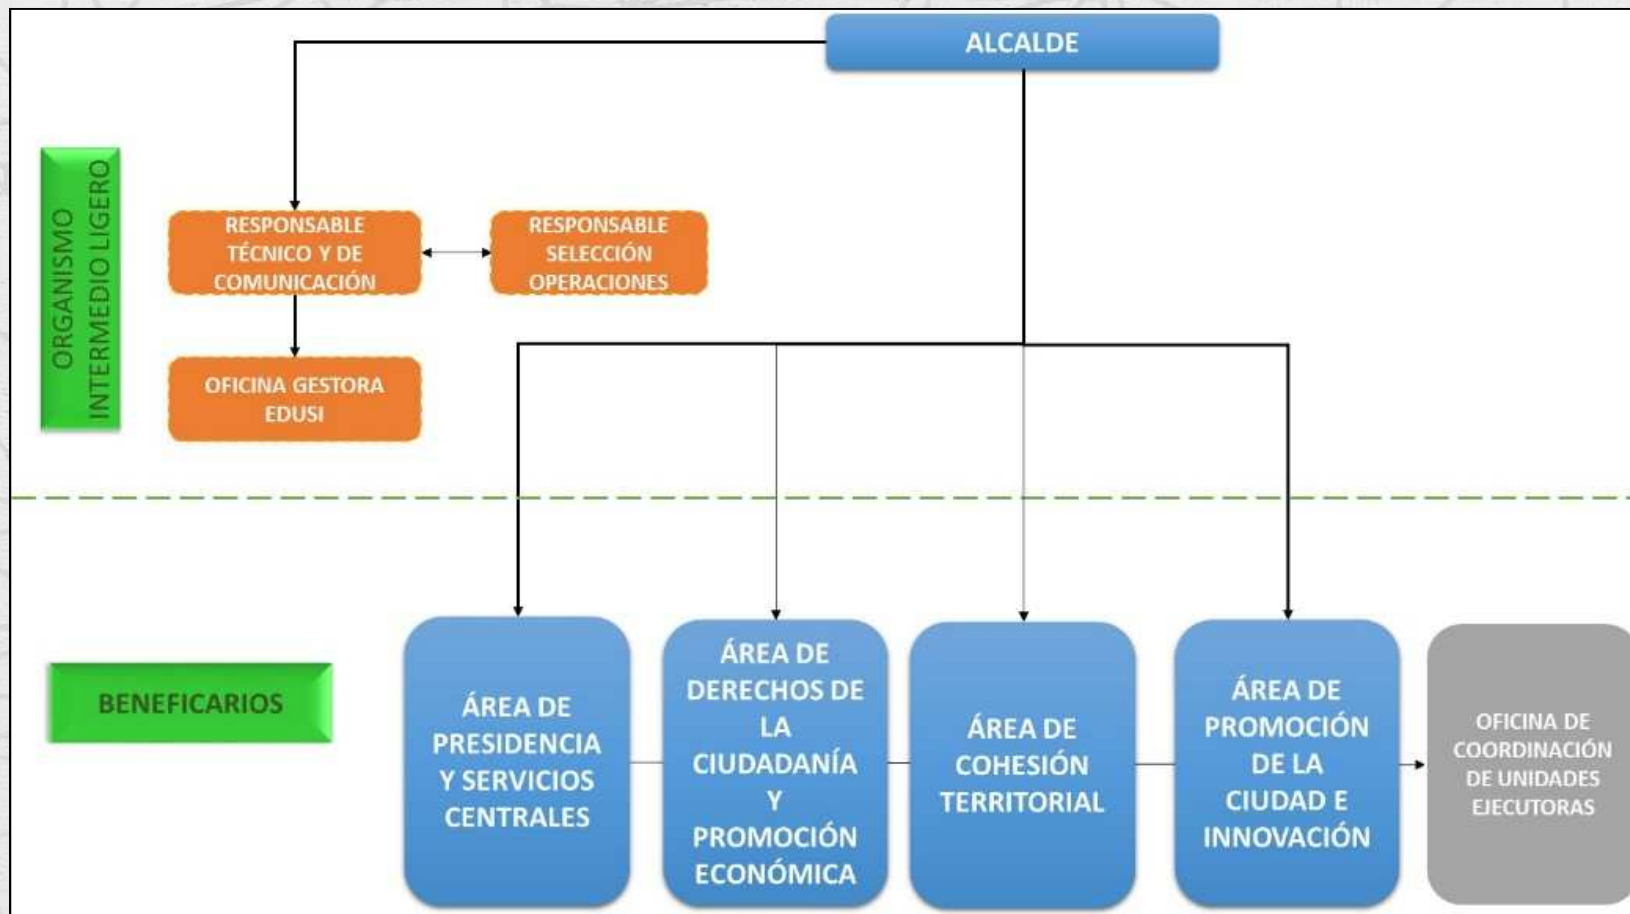 ALCALDE
ORGANISMO
INTERMEDIO LIGERO
RESPONSABLE
TÉCNICO Y DE
COMUNICACIÓN
RESPONSABLE
SELECCIÓN
OPERACIONES
OFICINA GESTORA
EDUSI
BENEFICARIOS
ÁREA DE
PRESIDENCIA
Y SERVICIOS
CENTRALES
ÁREA DE
DERECHOS DE
LA
CIUDADANÍA
Y
PROMOCIÓN
ECONÓMICA
ÁREA DE
COHESIÓN
TERRITORIAL
ÁREA DE
PROMOCIÓN
DE LA
CIUDAD E
INNOVACIÓN
OFICINA DE
COORDINACIÓN
DE UNIDADES
EJECUTORAS